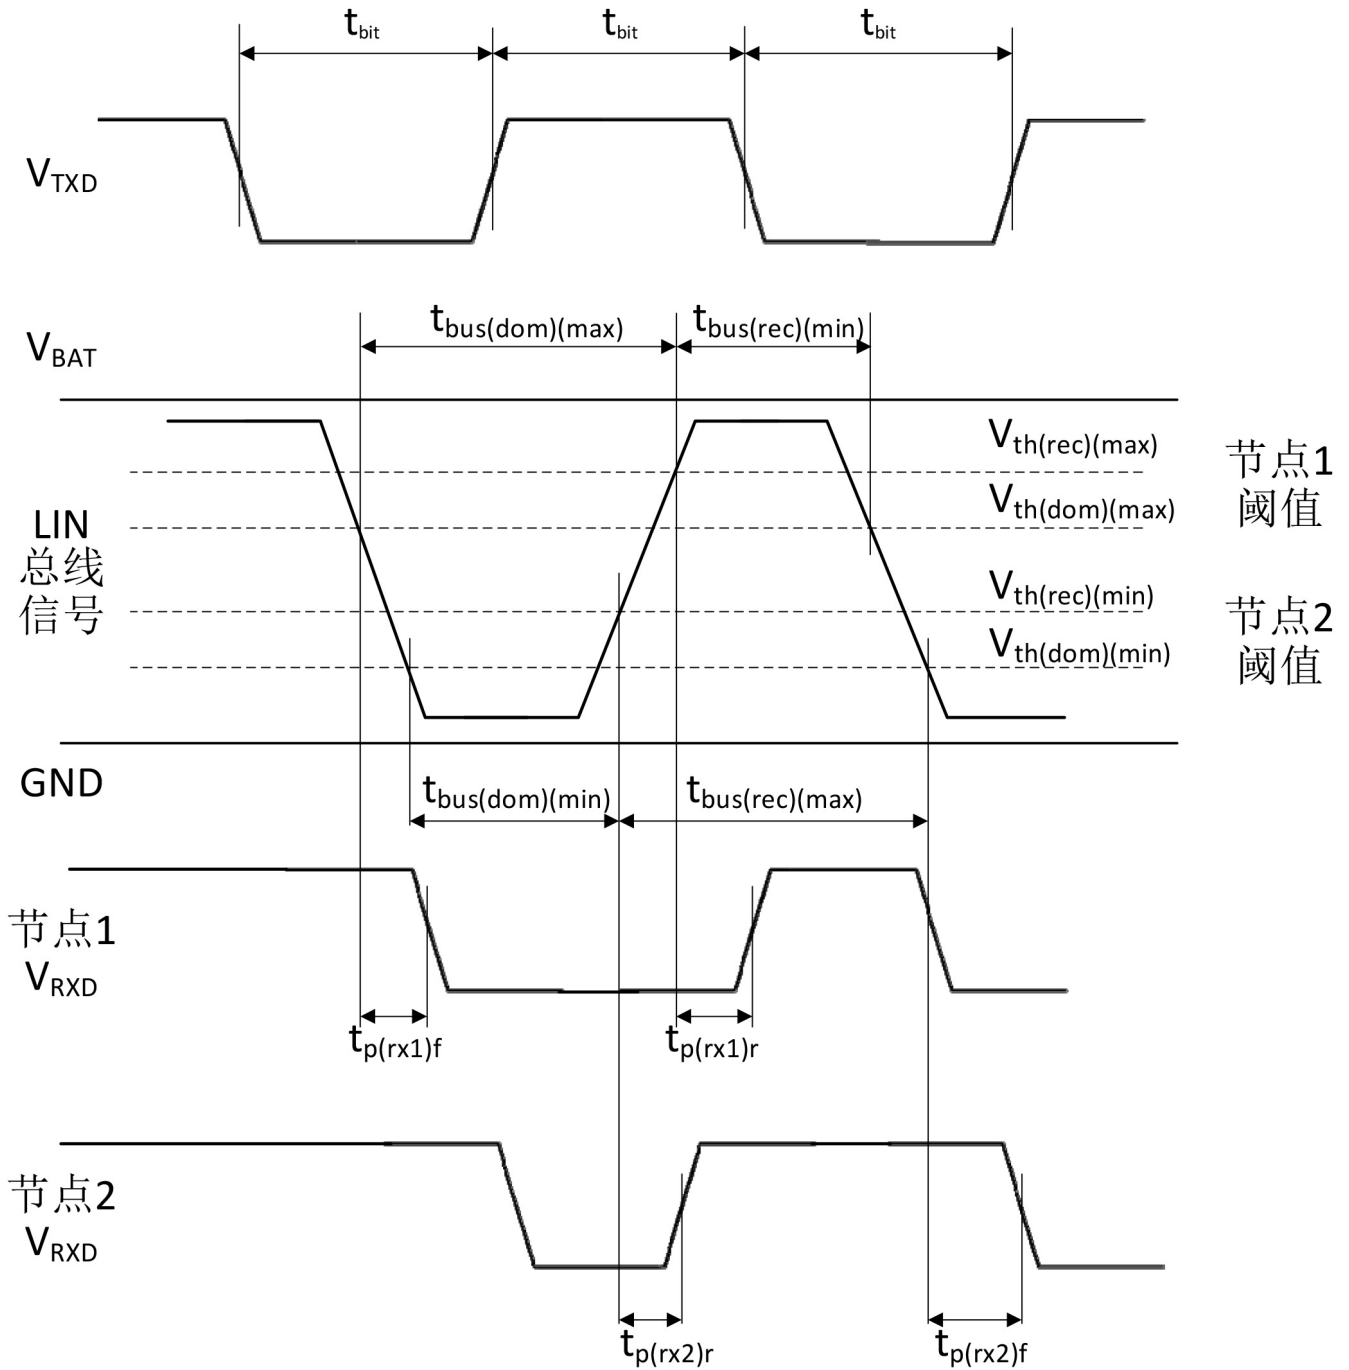 tbit tbit tbit
VTXD
tbus(dom)(max) tbus(rec)(min)
VBAT
Vth(rec)(max)
节点1
阈值
Vth(dom)(max)
LIN
总线
信号
Vth(rec)(min)
节点2
阈值
Vth(dom)(min)
GND
tbus(dom)(min) tbus(rec)(max)
节点1
VRXD
tp(rx1)f tp(rx1)r
节点2
VRXD
tp(rx2)r tp(rx2)f